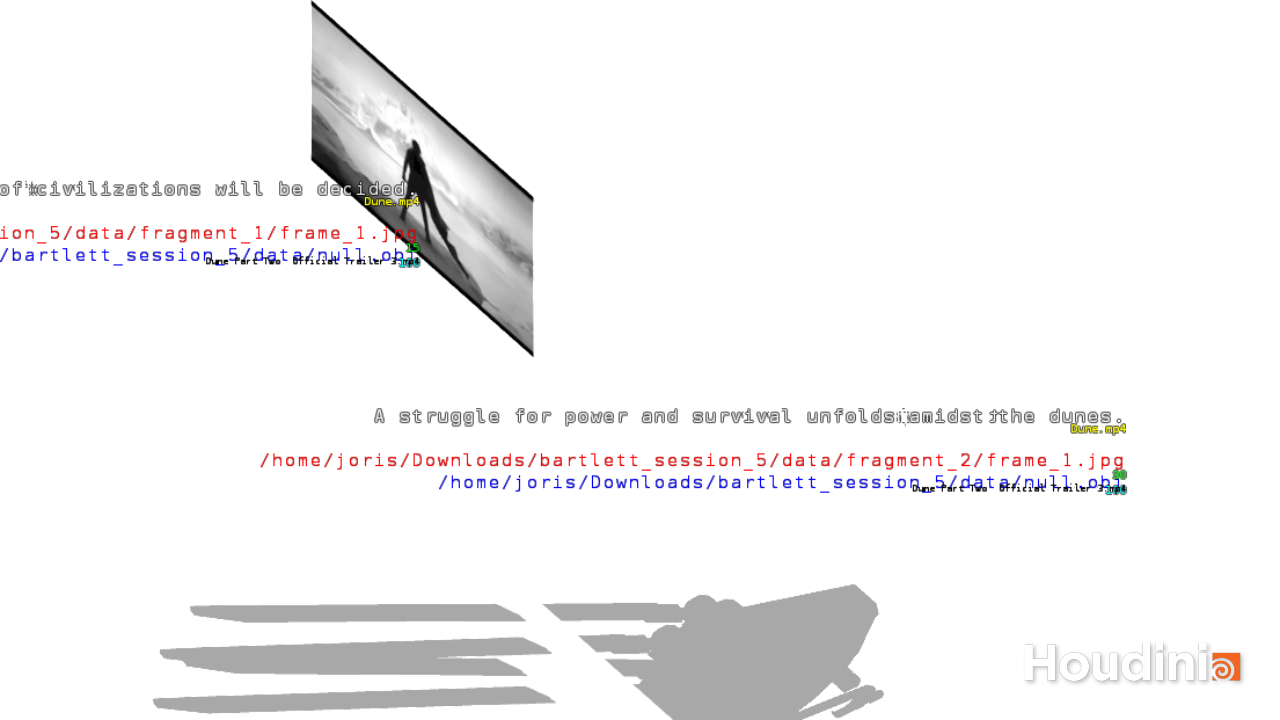 of civilizations will be decided.
Dune.mp4
ion_5/data/fragment_1/frame_1.jpg
15
/bartlett_session_5/data/null.obj
Dune Part Two Official Trailer 3.mp4
A struggle for power and survival unfolds amidst the dunes.
Dune.mp4
/home/joris/Downloads/bartlett_session_5/data/fragment_2/frame_1.jpg
/home/joris/Downloads/bartlett_session_5/data/null.obj
Dune Part Two Official Trailer 3.mp4
Houdini